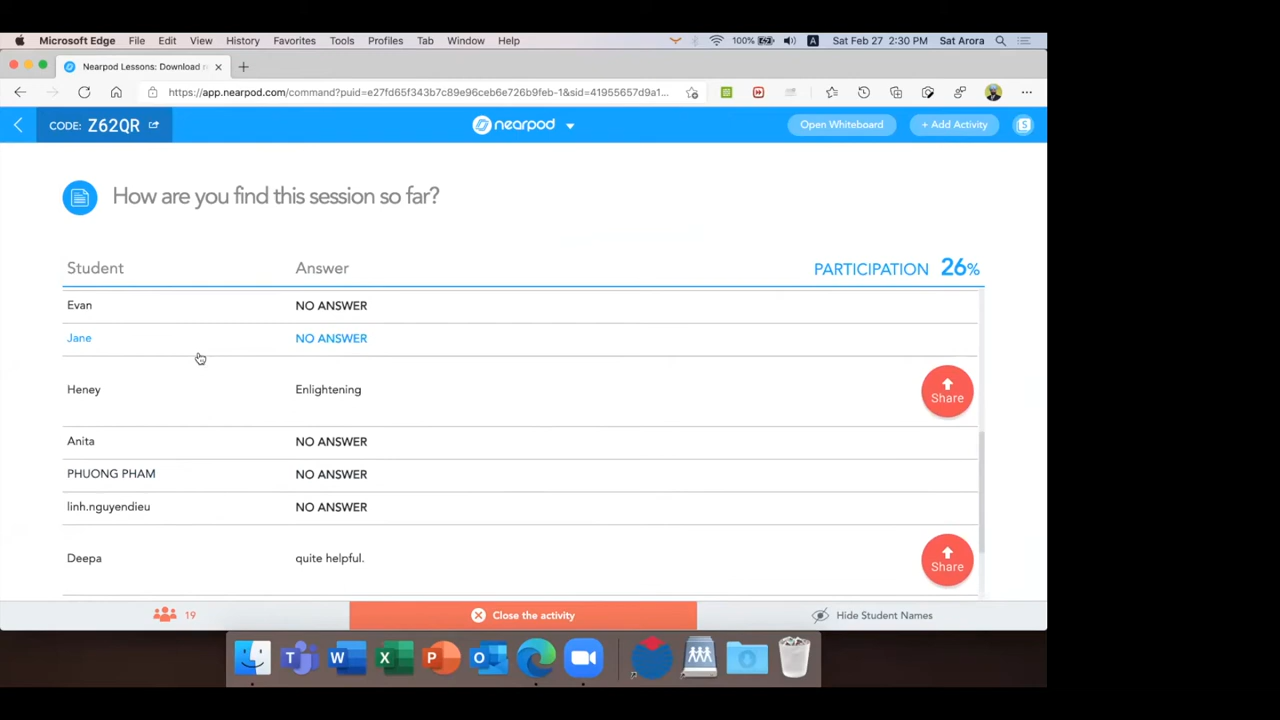 Microsoft Edge File Edit View History Favorites Tools Profiles Tab Window Help 100% A Sat Feb 27 2:30 PM Sat Arora
Nearpod Lessons: Download r
https://app.nearpod.com/command?puid=e27fd65f343b7c89e96ceb6e726b9feb-1&sid=41955657d9a1...
CODE: Z62QR nearpod Open Whiteboard + Add Activity S
How are you find this session so far?
Student Answer PARTICIPATION 26%
Evan NO ANSWER
Jane NO ANSWER
Heney Enlightening Share
Anita NO ANSWER
PHUONG PHAM NO ANSWER
linh.nguyendieu NO ANSWER
Deepa quite helpful. Share
19 Close the activity Hide Student Names
T W X P O